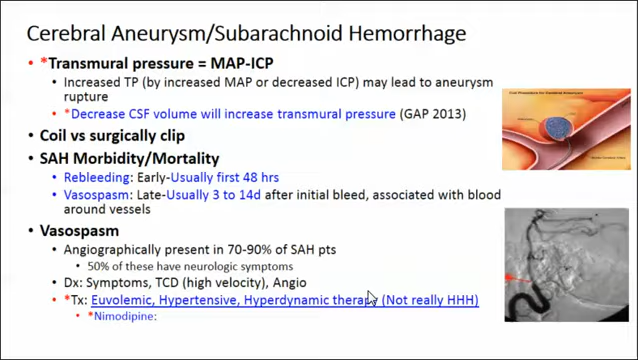 Cerebral Aneurysm/Subarachnoid Hemorrhage
• *Transmural pressure = MAP-ICP
• Increased TP (by increased MAP or decreased ICP) may lead to aneurysm
rupture
• *Decrease CSF volume will increase transmural pressure (GAP 2013)
• Coil vs surgically clip
• SAH Morbidity/Mortality
• Rebleeding: Early-Usually first 48 hrs
• Vasospasm: Late-Usually 3 to 14d after initial bleed, associated with blood
around vessels
• Vasospasm
• Angiographically present in 70-90% of SAH pts
• 50% of these have neurologic symptoms
• Dx: Symptoms, TCD (high velocity), Angio
• *Tx: Euvolemic, Hypertensive, Hyperdynamic therapy (Not really HHH)
• *Nimodipine: